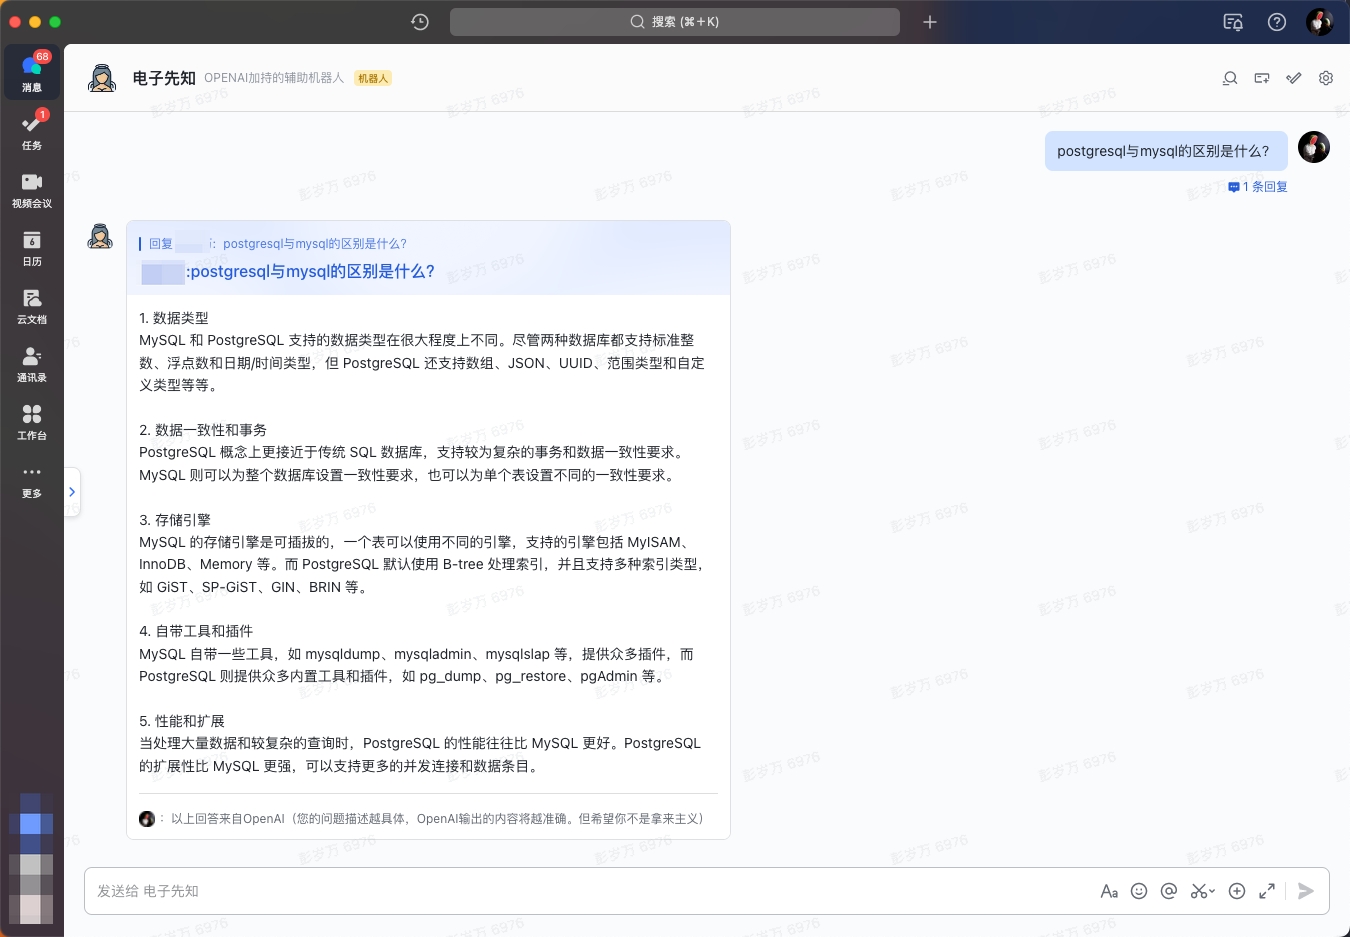 搜索 (⌘+K)
68
消息
1
任务
视频会议
6
日历
云文档
通讯录
工作台
更多
电子先知 OPENAI加持的辅助机器人 机器人
postgresql与mysql的区别是什么?
1 条回复
回复 : postgresql与mysql的区别是什么?
:postgresql与mysql的区别是什么?
1. 数据类型
MySQL 和 PostgreSQL 支持的数据类型在很大程度上不同。尽管两种数据库都支持标准整
数、浮点数和日期/时间类型，但 PostgreSQL 还支持数组、JSON、UUID、范围类型和自定
义类型等等。
2. 数据一致性和事务
PostgreSQL 概念上更接近于传统 SQL 数据库，支持较为复杂的事务和数据一致性要求。
MySQL 则可以为整个数据库设置一致性要求，也可以为单个表设置不同的一致性要求。
3. 存储引擎
MySQL 的存储引擎是可插拔的，一个表可以使用不同的引擎，支持的引擎包括 MyISAM、
InnoDB、Memory 等。而 PostgreSQL 默认使用 B-tree 处理索引，并且支持多种索引类型，
如 GiST、SP-GiST、GIN、BRIN 等。
4. 自带工具和插件
MySQL 自带一些工具，如 mysqldump、mysqladmin、mysqlslap 等，提供众多插件，而
PostgreSQL 则提供众多内置工具和插件，如 pg_dump、pg_restore、pgAdmin 等。
5. 性能和扩展
当处理大量数据和较复杂的查询时，PostgreSQL 的性能往往比 MySQL 更好。PostgreSQL
的扩展性比 MySQL 更强，可以支持更多的并发连接和数据条目。
：以上回答来自OpenAI（您的问题描述越具体，OpenAI输出的内容将越准确。但希望你不是拿来主义）
发送给 电子先知
Aa
彭岁万 6976